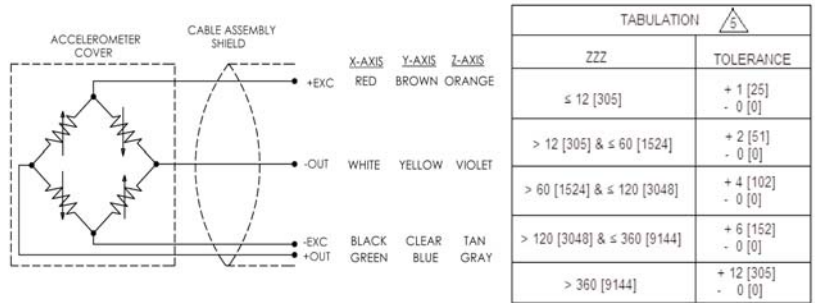 ACCELEROMETER
COVER
CABLE ASSEMBLY
SHIELD
X-AXIS Y-AXIS Z-AXIS
+EXC RED BROWN ORANGE
-OUT WHITE YELLOW VIOLET
-EXC BLACK CLEAR TAN
+OUT GREEN BLUE GRAY
TABULATION 5
ZZZ TOLERANCE
≤ 12 [305] + 1 [25]
- 0 [0]
> 12 [305] & ≤ 60 [1524] + 2 [51]
- 0 [0]
> 60 [1524] & ≤ 120 [3048] + 4 [102]
- 0 [0]
> 120 [3048] & ≤ 360 [9144] + 6 [152]
- 0 [0]
> 360 [9144] + 12 [305]
- 0 [0]